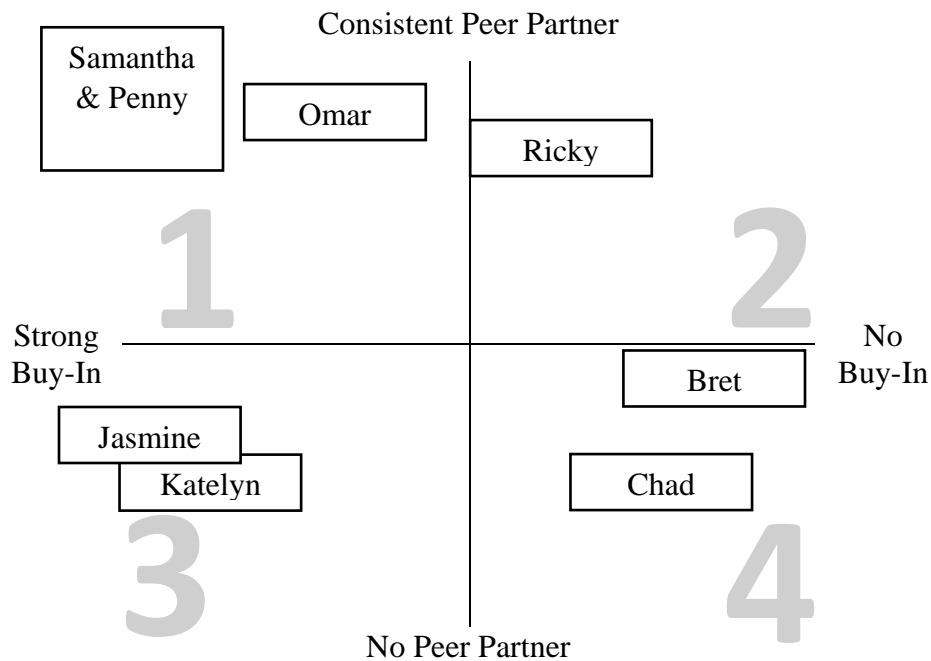 Consistent Peer Partner
Samantha
& Penny
Omar
Ricky
1
2
Strong
Buy-In
No
Buy-In
Bret
Jasmine
Katelyn
Chad
3
4
No Peer Partner